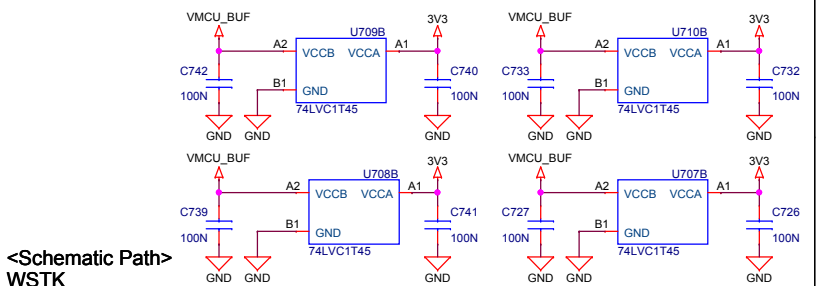 VMCU_BUF 3V3 VMCU_BUF 3V3
U709B U710B
A2 VCCB VCCA A1 A2 VCCB VCCA A1
C742 C740 C733 C732
B1 GND B1 GND
100N 100N 100N 100N
74LVC1T45 74LVC1T45
GND GND GND GND GND GND
VMCU_BUF 3V3 VMCU_BUF 3V3
U708B U707B
A2 VCCB VCCA A1 A2 VCCB VCCA A1
C739 C741 C727 C726
B1 GND B1 GND
100N 100N 100N 100N
74LVC1T45 74LVC1T45
<Schematic Path>
GND GND GND GND GND GND
WSTK